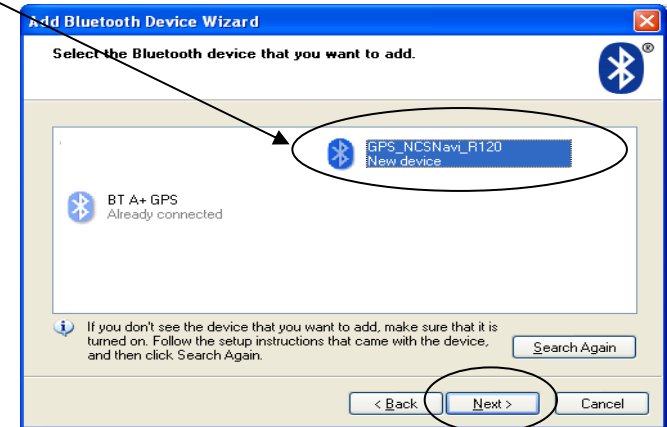 Add Bluetooth Device Wizard
Select the Bluetooth device that you want to add.
®
GPS_NCSNavi_R120
New device
BT A+ GPS
Already connected
If you don't see the device that you want to add, make sure that it is
turned on. Follow the setup instructions that came with the device,
and then click Search Again.
Search Again
< Back
Next >
Cancel